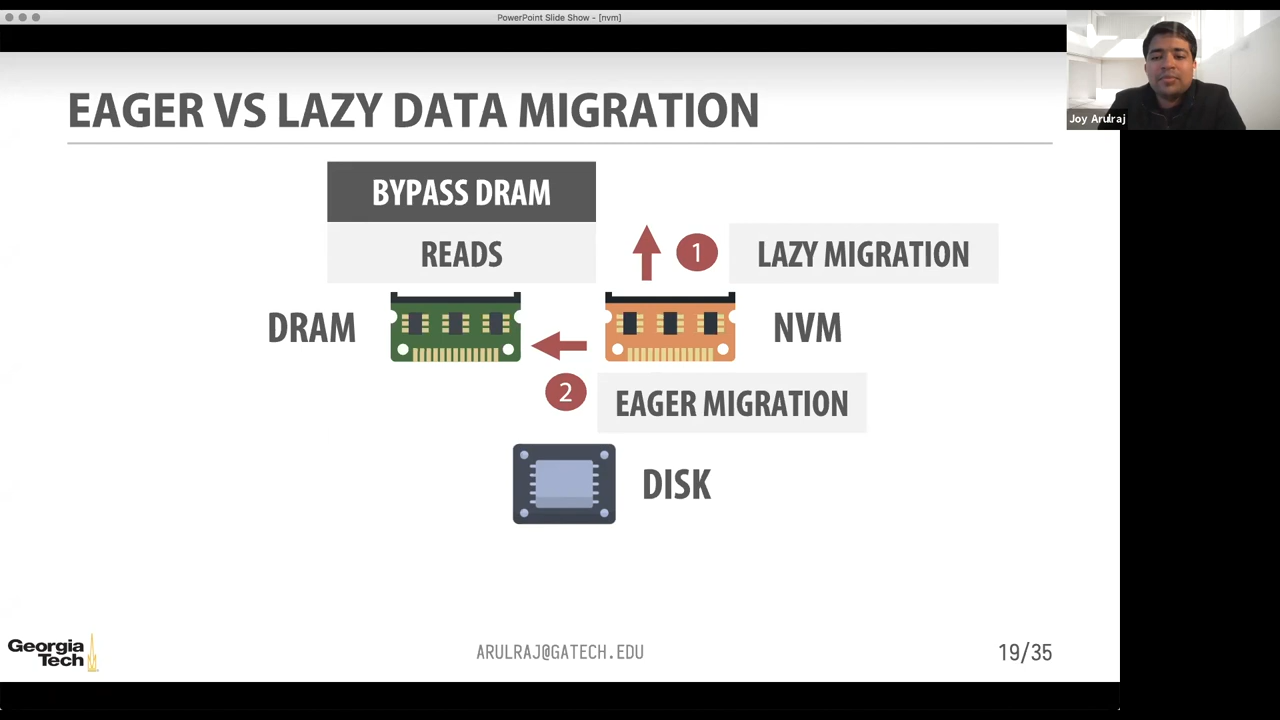 PowerPoint Slide Show - [nvm]
EAGER VS LAZY DATA MIGRATION
Joy Arulraj
BYPASS DRAM
READS
1
LAZY MIGRATION
DRAM
NVM
2
EAGER MIGRATION
DISK
Georgia
Tech
ARULRAJ@GATECH.EDU
19/35